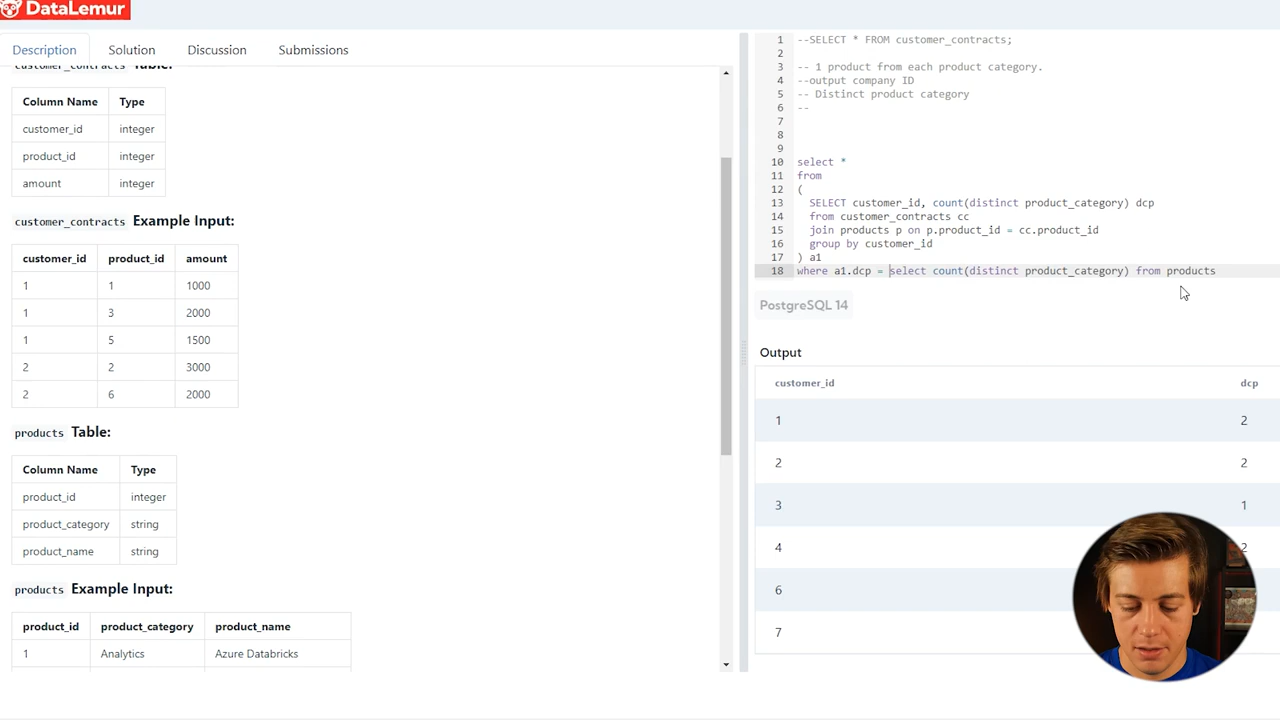 DataLemur
Description Solution Discussion Submissions
customer_contracts Table:
Column Name Type
customer_id integer
product_id integer
amount integer
customer_contracts Example Input:
customer_id product_id amount
1 1 1000
1 3 2000
1 5 1500
2 2 3000
2 6 2000
products Table:
Column Name Type
product_id integer
product_category string
product_name string
products Example Input:
product_id product_category product_name
1 Analytics Azure Databricks
1 --SELECT * FROM customer_contracts;
2
3 -- 1 product from each product category.
4 --output company ID
5 -- Distinct product category
6 --
7
8
9
10 select *
11 from
12 (
13 SELECT customer_id, count(distinct product_category) dcp
14 from customer_contracts cc
15 join products p on p.product_id = cc.product_id
16 group by customer_id
17 ) a1
18 where a1.dcp = select count(distinct product_category) from products
PostgreSQL 14
Output
customer_id dcp
1 2
2 2
3 1
4 2
6
7